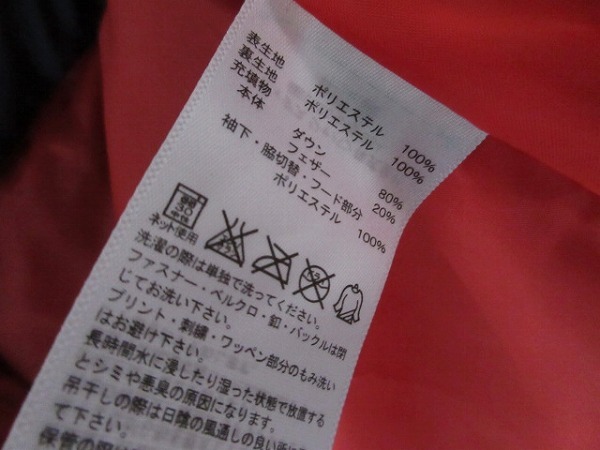 表生地 ポリエステル 100%
裏生地 ポリエステル 100%
充填物
本体 ダウン 80%
フェザー 20%
袖下・脇切替・フード部分
ポリエステル 100%
30
中性
ネット使用
洗濯の際は単独で洗ってください。
ファスナー・ベルクロ・釦・バックルは閉
じてお洗い下さい。
プリント・刺繍・ワッペン部分のもみ洗い
はお避け下さい。
長時間水に浸したり湿った状態で放置する
とシミや悪臭の原因になります。
吊干しの際は日陰の風通しの良い所に
て下さい。
保管の際